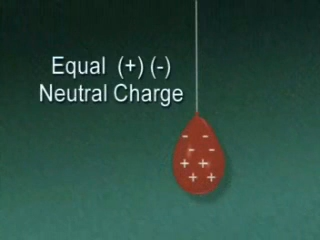 Equal (+) (-)
Neutral Charge
- -
- -
+ +
+ +